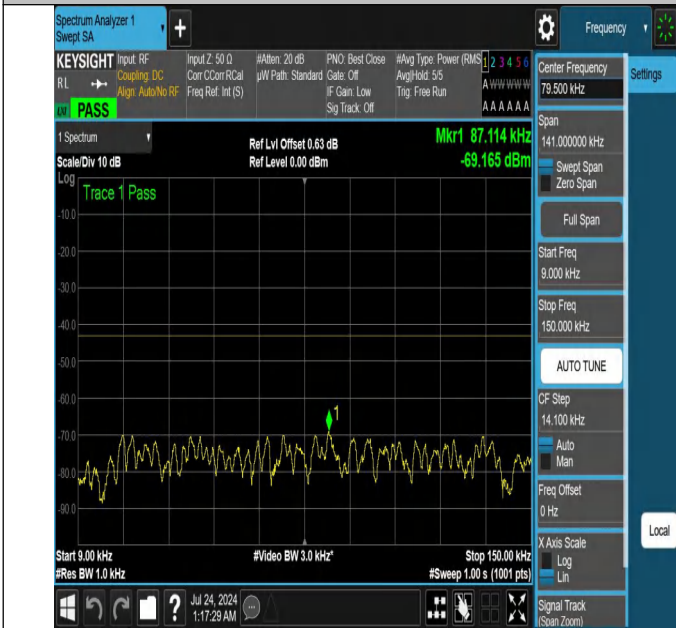 Spectrum Analyzer 1
Swept SA
+
Frequency
KEYSIGHT
RL
Input: RF
Coupling: DC
Align: Auto/No RF
Input Z: 50 Ω
Corr CCorr RCal
Freq Ref: Int (S)
#Atten: 20 dB
µW Path: Standard
PNO: Best Close
Gate: Off
IF Gain: Low
Sig Track: Off
#Avg Type: Power (RMS
Avg|Hold: 5/5
Trig: Free Run
1 2 3 4 5 6
A W W W W W
A A A A A A
PASS
1 Spectrum
Scale/Div 10 dB
Ref Lvl Offset 0.63 dB
Ref Level 0.00 dBm
Mkr1 87.114 kHz
-69.165 dBm
Log
Trace 1 Pass
-10.0
-20.0
-30.0
-40.0
-50.0
-60.0
-70.0
-80.0
-90.0
1
Start 9.00 kHz
#Res BW 1.0 kHz
#Video BW 3.0 kHz*
Stop 150.00 kHz
#Sweep 1.00 s (1001 pts)
?
Jul 24, 2024
1:17:29 AM
Center Frequency
79.500 kHz
Settings
Span
141.000000 kHz
Swept Span
Zero Span
Full Span
Start Freq
9.000 kHz
Stop Freq
150.000 kHz
AUTO TUNE
CF Step
14.100 kHz
Auto
Man
Freq Offset
0 Hz
X Axis Scale
Log
Lin
Local
Signal Track
(Span Zoom)